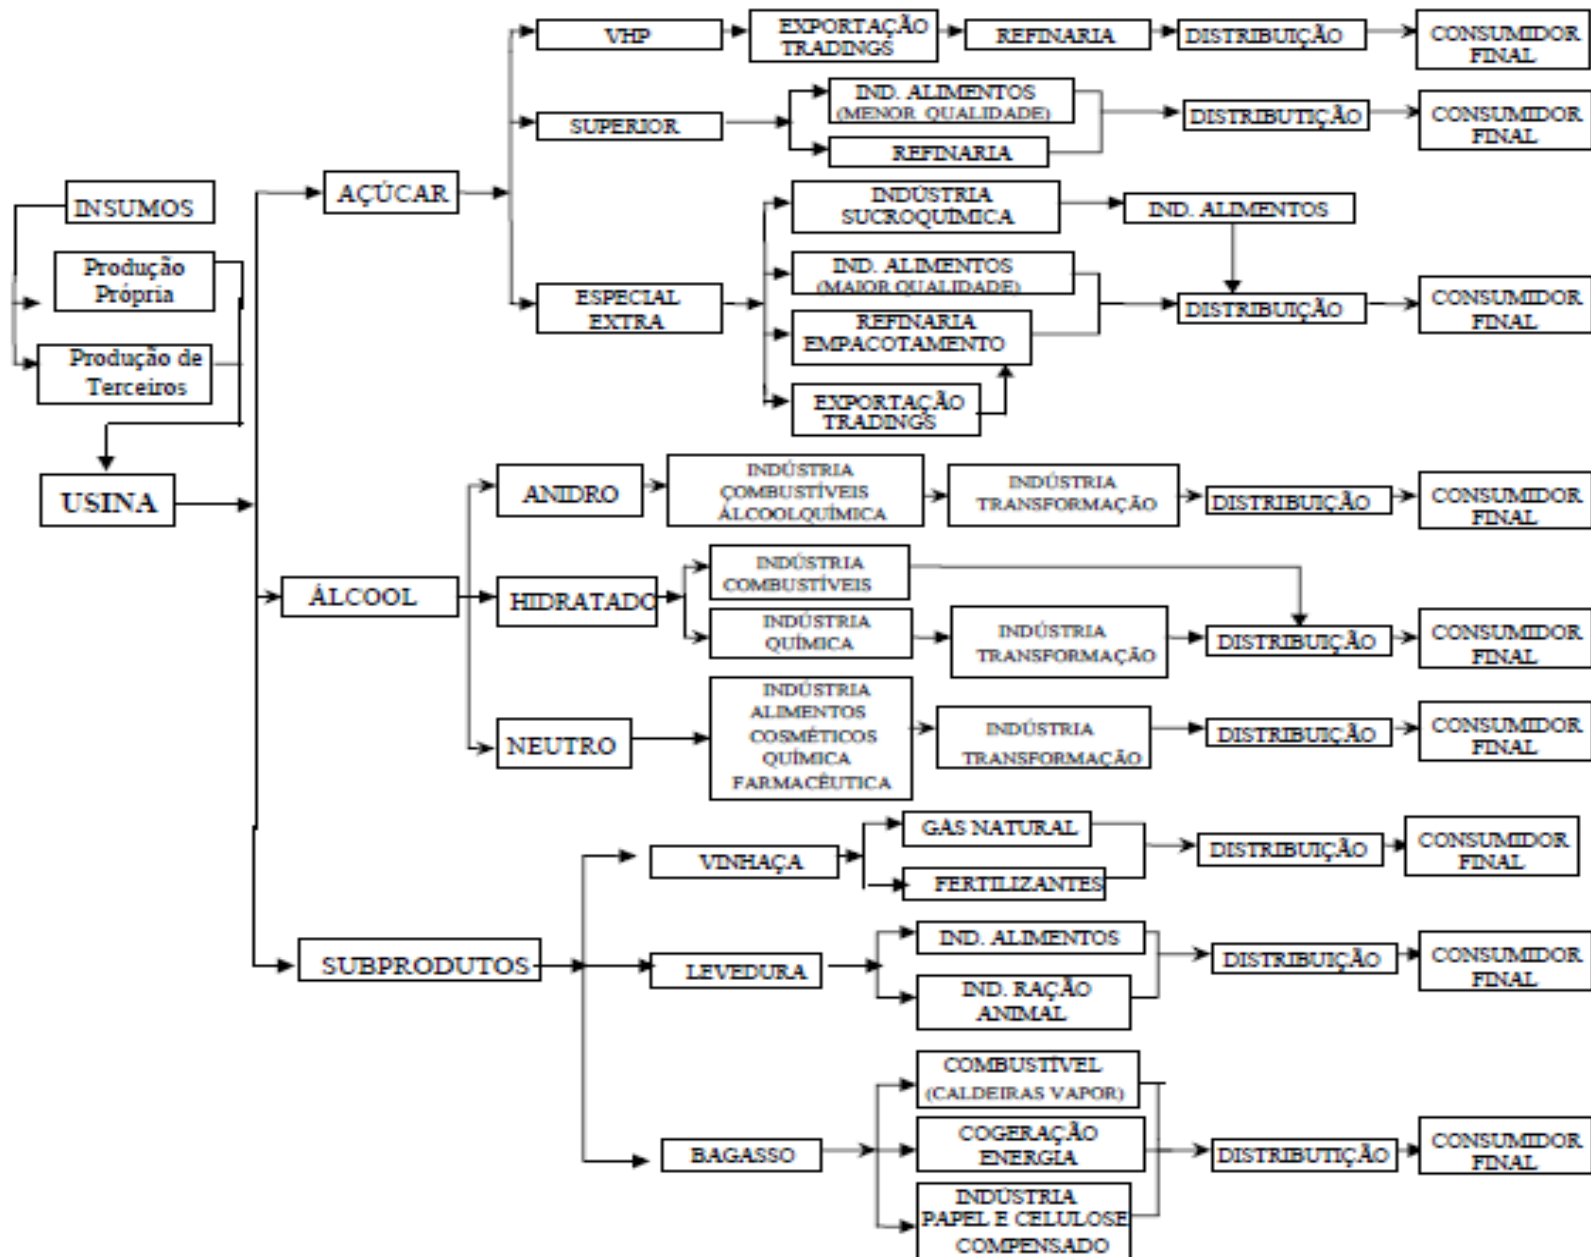 VHP
EXPORTAÇÃO
TRADINGS
REFINARIA
DISTRIBUIÇÃO
CONSUMIDOR
FINAL
SUPERIOR
IND. ALIMENTOS
(MENOR QUALIDADE)
REFINARIA
DISTRIBUTIÇÃO
CONSUMIDOR
FINAL
INSUMOS
Produção
Própria
Produção de
Terceiros
USINA
AÇÚCAR
ESPECIAL
EXTRA
INDÚSTRIA
SUCROQUÍMICA
IND. ALIMENTOS
IND. ALIMENTOS
(MAIOR QUALIDADE)
REFINARIA
EMPACOTAMENTO
EXPORTAÇÃO
TRADINGS
DISTRIBUIÇÃO
CONSUMIDOR
FINAL
ÁLCOOL
ANIDRO
INDÚSTRIA
COMBUSTÍVEIS
ÁLCOOLQUÍMICA
INDÚSTRIA
TRANSFORMAÇÃO
DISTRIBUIÇÃO
CONSUMIDOR
FINAL
HIDRATADO
INDÚSTRIA
COMBUSTÍVEIS
INDÚSTRIA
QUÍMICA
INDÚSTRIA
TRANSFORMAÇÃO
DISTRIBUIÇÃO
CONSUMIDOR
FINAL
NEUTRO
INDÚSTRIA
ALIMENTOS
COSMÉTICOS
QUÍMICA
FARMACÊUTICA
INDÚSTRIA
TRANSFORMAÇÃO
DISTRIBUIÇÃO
CONSUMIDOR
FINAL
SUBPRODUTOS
VINHAÇA
GÁS NATURAL
FERTILIZANTES
DISTRIBUIÇÃO
CONSUMIDOR
FINAL
LEVEDURA
IND. ALIMENTOS
IND. RAÇÃO
ANIMAL
DISTRIBUIÇÃO
CONSUMIDOR
FINAL
BAGASSO
COMBUSTÍVEL
(CALDEIRAS VAPOR)
COGERAÇÃO
ENERGIA
INDÚSTRIA
PAPEL E CELULOSE
COMPENSADO
DISTRIBUTIÇÃO
CONSUMIDOR
FINAL